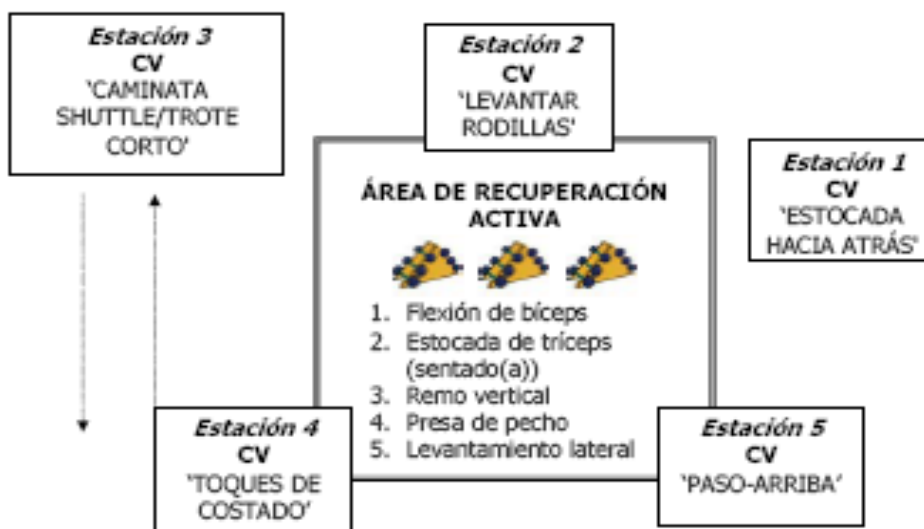 Estación 3
CV
‘CAMINATA
SHUTTLE/TROTE
CORTO’
Estación 2
CV
‘LEVANTAR
RODILLAS’
Estación 1
CV
‘ESTOCADA
HACIA ATRÁS’
ÁREA DE RECUPERACIÓN
ACTIVA
1. Flexión de bíceps
2. Estocada de tríceps
(sentado(a))
3. Remo vertical
4. Presa de pecho
5. Levantamiento lateral
Estación 4
CV
‘TOQUES DE
COSTADO’
Estación 5
CV
‘PASO-ARRIBA’